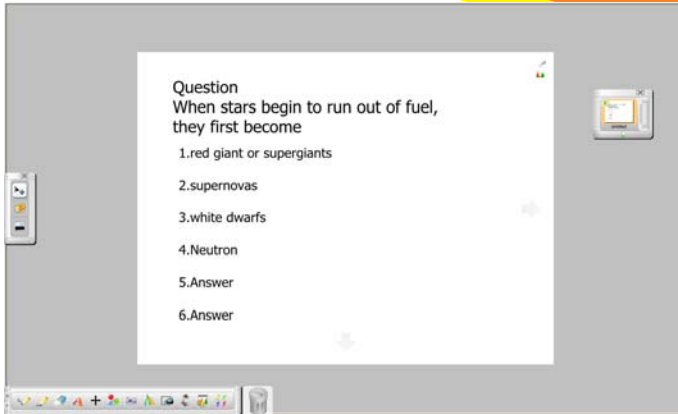 Question
When stars begin to run out of fuel,
they first become
1.red giant or supergiants
2.supernovas
3.white dwarfs
4.Neutron
5.Answer
6.Answer